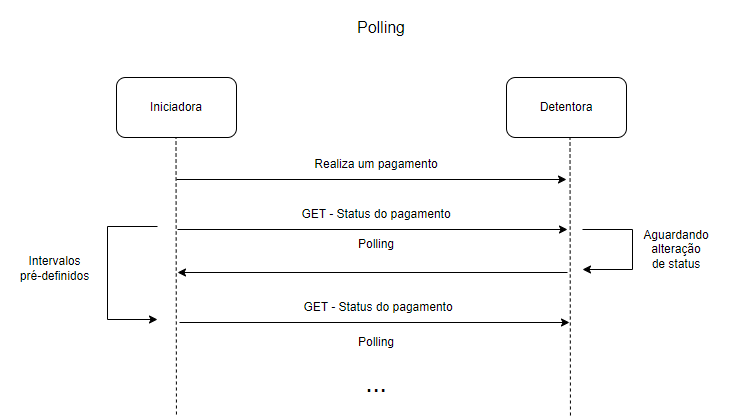 Polling
Iniciadora
Detentora
Realiza um pagamento
GET - Status do pagamento
Polling
Aguardando
alteração
de status
Intervalos
pré-definidos
GET - Status do pagamento
Polling
...